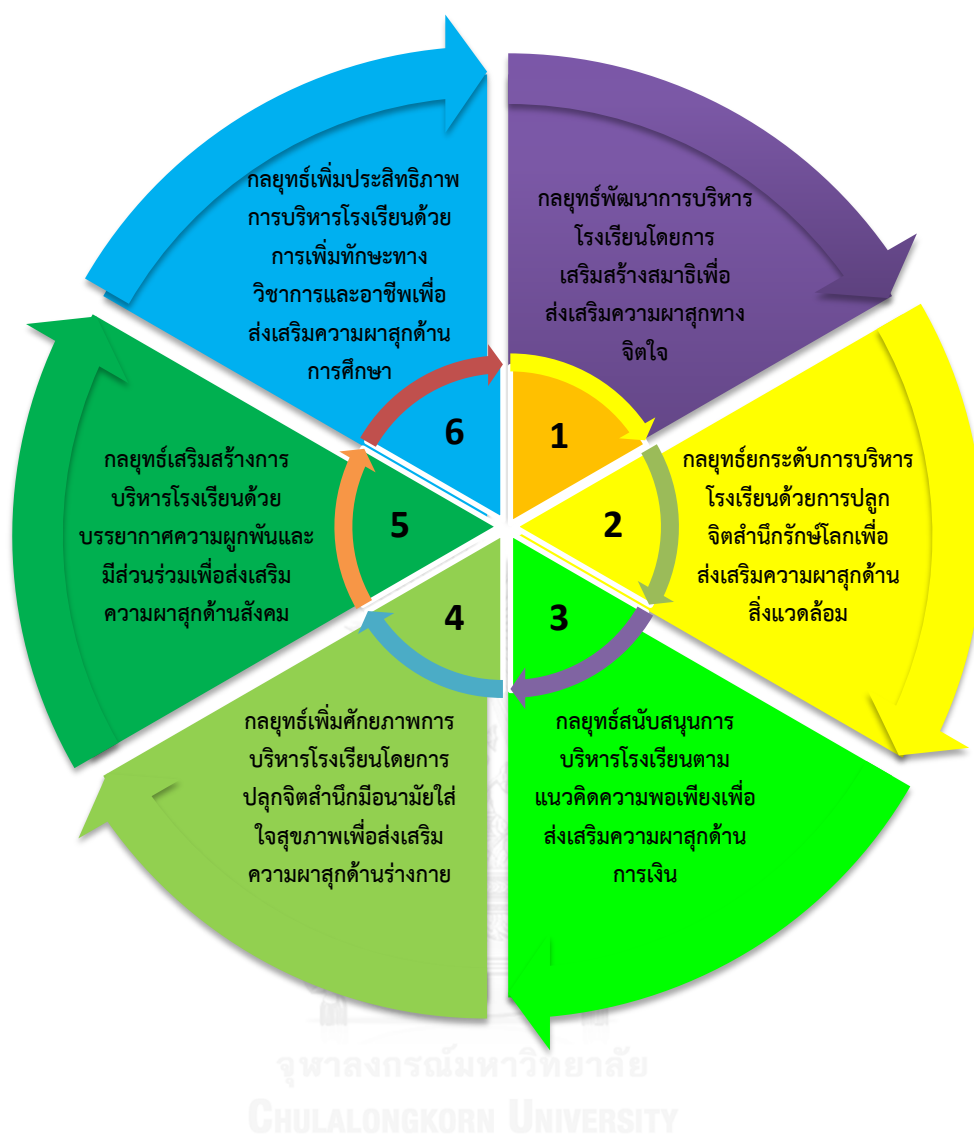 กลยุทธ์พัฒนาการบริหาร
โรงเรียนโดยการ
เสริมสร้างสมาธิเพื่อ
ส่งเสริมความผาสุกทาง
จิตใจ
1
กลยุทธ์ยกระดับการบริหาร
โรงเรียนด้วยการปลูก
จิตสำนึกรักษ์โลกเพื่อ
ส่งเสริมความผาสุกด้าน
สิ่งแวดล้อม
2
กลยุทธ์สนับสนุนการ
บริหารโรงเรียนตาม
แนวคิดความพอเพียงเพื่อ
ส่งเสริมความผาสุกด้าน
การเงิน
3
กลยุทธ์เพิ่มศักยภาพการ
บริหารโรงเรียนโดยการ
ปลุกจิตสำนึกมีอนามัยใส่
ใจสุขภาพเพื่อส่งเสริม
ความผาสุกด้านร่างกาย
4
กลยุทธ์เสริมสร้างการ
บริหารโรงเรียนด้วย
บรรยากาศความผูกพันและ
มีส่วนร่วมเพื่อส่งเสริม
ความผาสุกด้านสังคม
5
กลยุทธ์เพิ่มประสิทธิภาพ
การบริหารโรงเรียนด้วย
การเพิ่มทักษะทาง
วิชาการและอาชีพเพื่อ
ส่งเสริมความผาสุกด้าน
การศึกษา
6
จุฬาลงกรณ์มหาวิทยาลัย
CHULALONGKORN UNIVERSITY